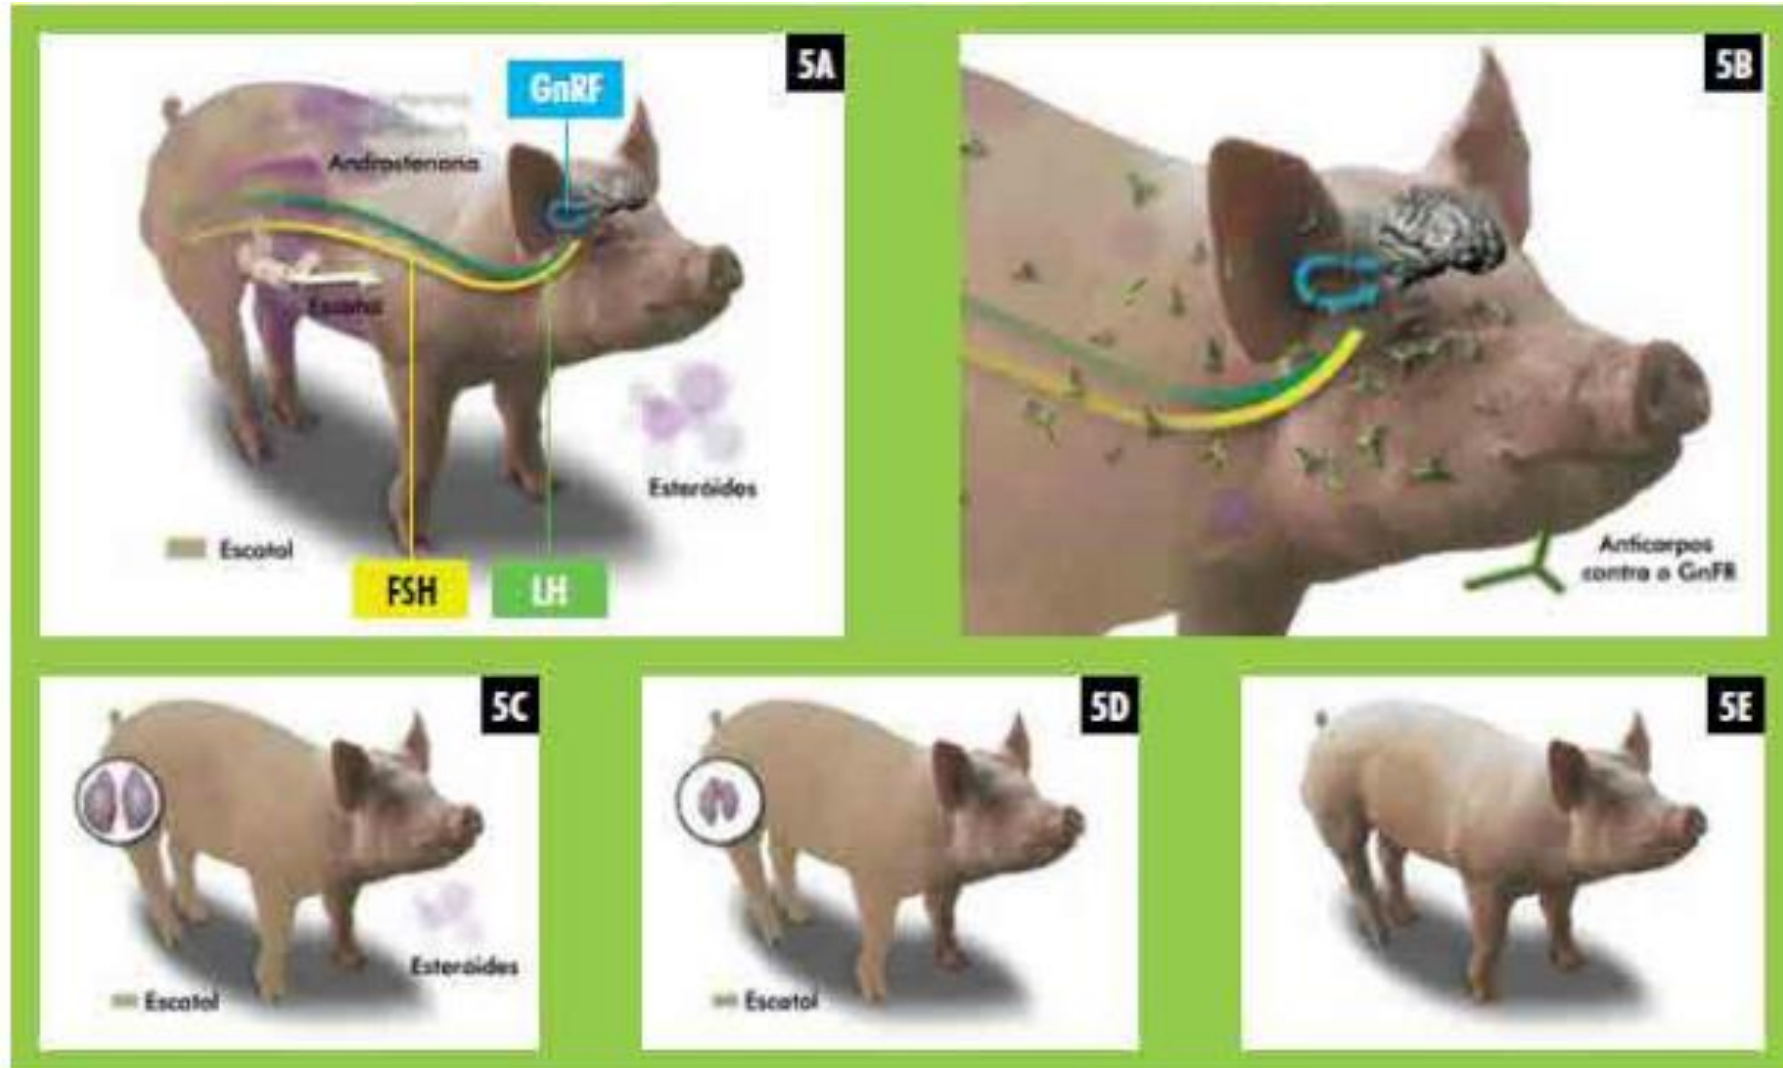 5A
GnRF
Androstenona
Esteróides
Escatol
FSH
LH
5B
Anticorpos
contra o GnFR
5C
Esteróides
Escatol
5D
Escatol
5E